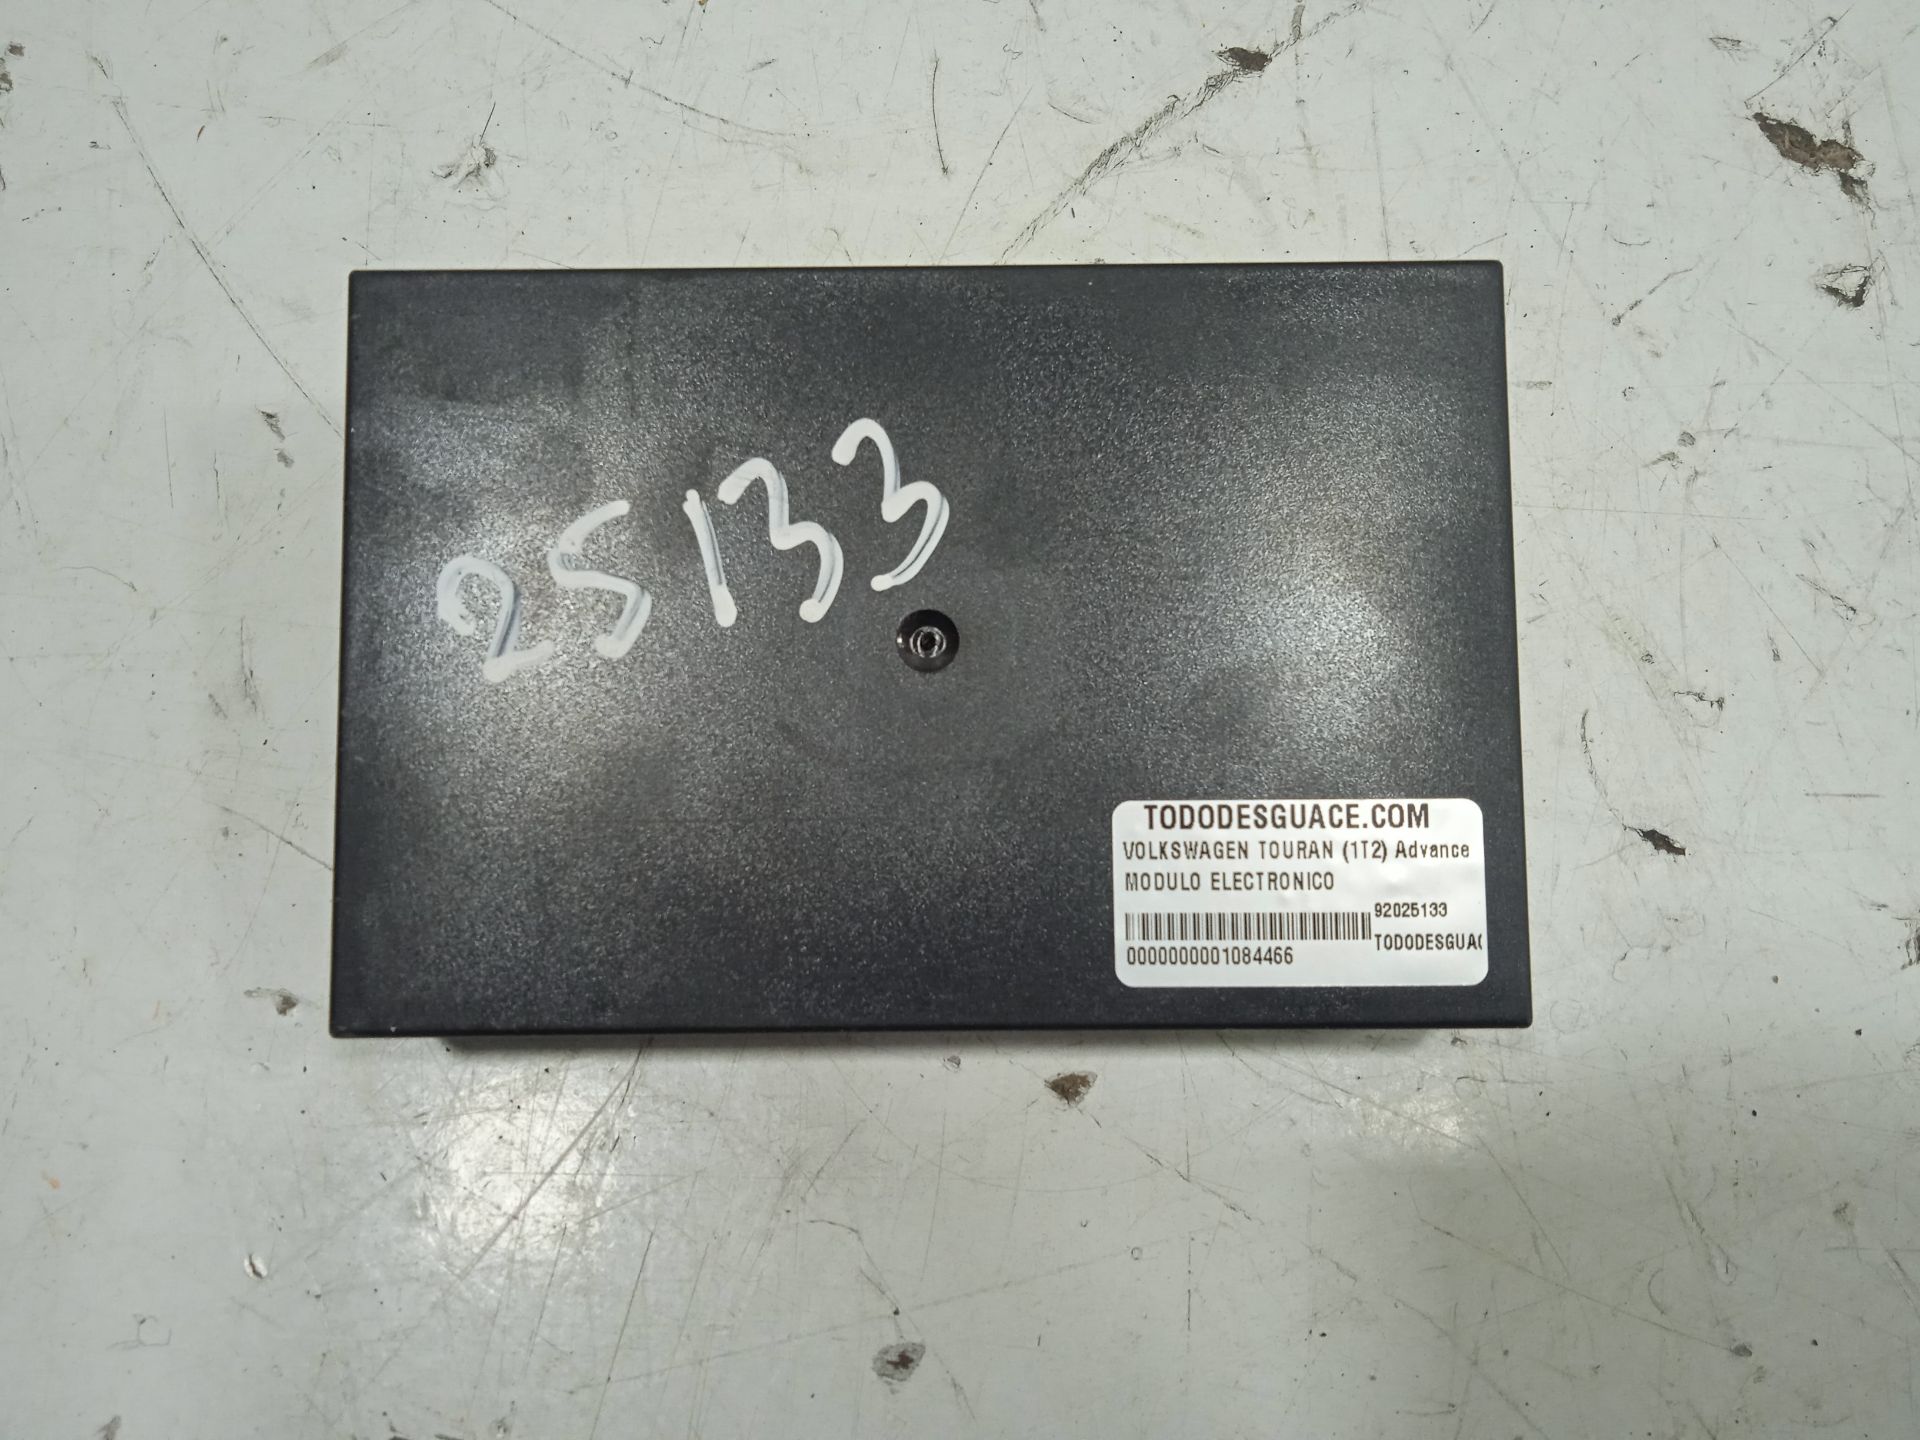 25133
TODODESGUACE.COM
VOLKSWAGEN TOURAN (1T2) Advance
MODULO ELECTRONICO
92025133
TODODESGUAC
0000000001084466